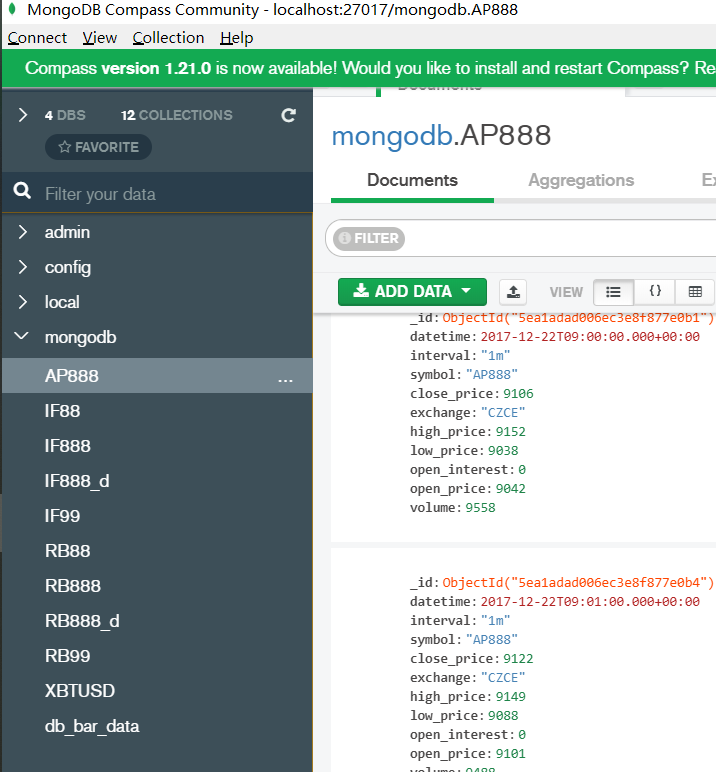 MongoDB Compass Community - localhost:27017/mongodb.AP888
Connect View Collection Help
Compass version 1.21.0 is now available! Would you like to install and restart Compass? Re
4 DBS 12 COLLECTIONS
FAVORITE
Filter your data
admin
config
local
mongodb
AP888 ...
IF88
IF888
IF888_d
IF99
RB88
RB888
RB888_d
RB99
XBTUSD
db_bar_data
Documents
mongodb.AP888
Documents Aggregations Ex
FILTER
ADD DATA VIEW {}
_id: ObjectId("5ea1adad006ec3e8f877e0b1")
datetime: 2017-12-22T09:00:00.000+00:00
interval: "1m"
symbol: "AP888"
close_price: 9106
exchange: "CZCE"
high_price: 9152
low_price: 9038
open_interest: 0
open_price: 9042
volume: 9558
_id: ObjectId("5ea1adad006ec3e8f877e0b4")
datetime: 2017-12-22T09:01:00.000+00:00
interval: "1m"
symbol: "AP888"
close_price: 9122
exchange: "CZCE"
high_price: 9149
low_price: 9088
open_interest: 0
open_price: 9101
volume: 9488